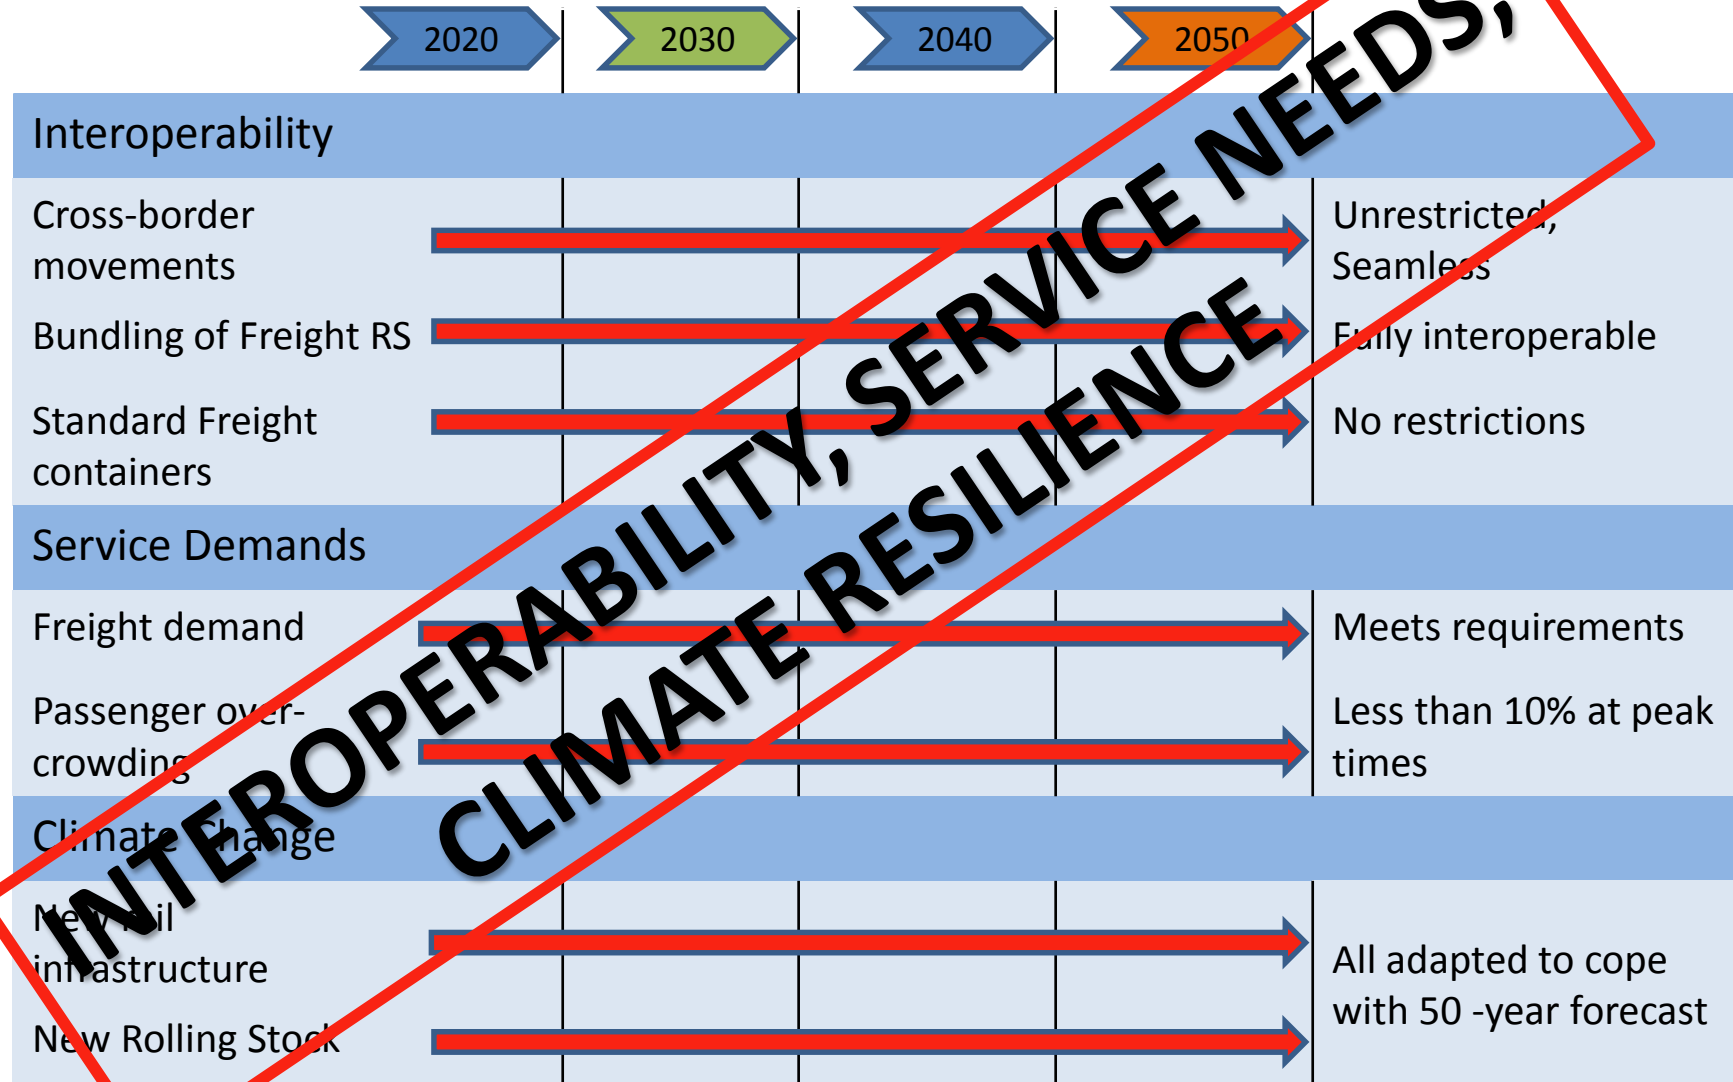 2020 2030 2040 2050
Interoperability
Cross-border
movements
Unrestricted,
Seamless
Bundling of Freight RS
Fully interoperable
Standard Freight
containers
No restrictions
Service Demands
Freight demand
Meets requirements
Passenger over-
crowding
Less than 10% at peak
times
Climate Change
New rail
infrastructure
New Rolling Stock
All adapted to cope
with 50 -year forecast
INTEROPERABILITY, SERVICE NEEDS,
CLIMATE RESILIENCE